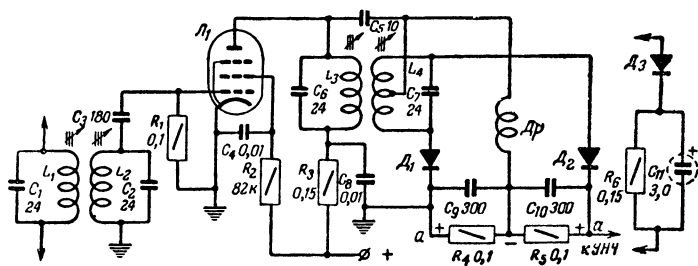 Л₁
C₅ 10
Д₃
C₃ 180
L₃
L₄
C₆
24
C₇
24
Др
R₁
0,1
C₄ 0,01
Д₁
Д₂
+
L₁
L₂
C₁
24
C₂
24
R₂
82к
R₃
0,15
C₈
0,01
C₉ 300
C₁₀ 300
R₆
0,15
C₁₁
3,0
а + − + а
R₄ 0,1
R₅ 0,1
кУНЧ
+